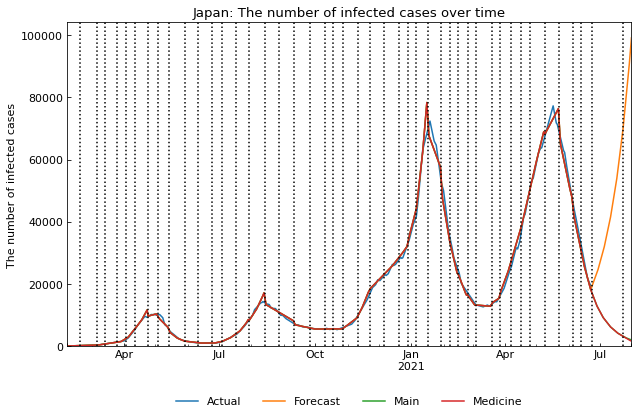 Japan: The number of infected cases over time
The number of infected cases
100000
80000
60000
40000
20000
0
Apr
Jul
Oct
Jan
2021
Apr
Jul
Actual
Forecast
Main
Medicine